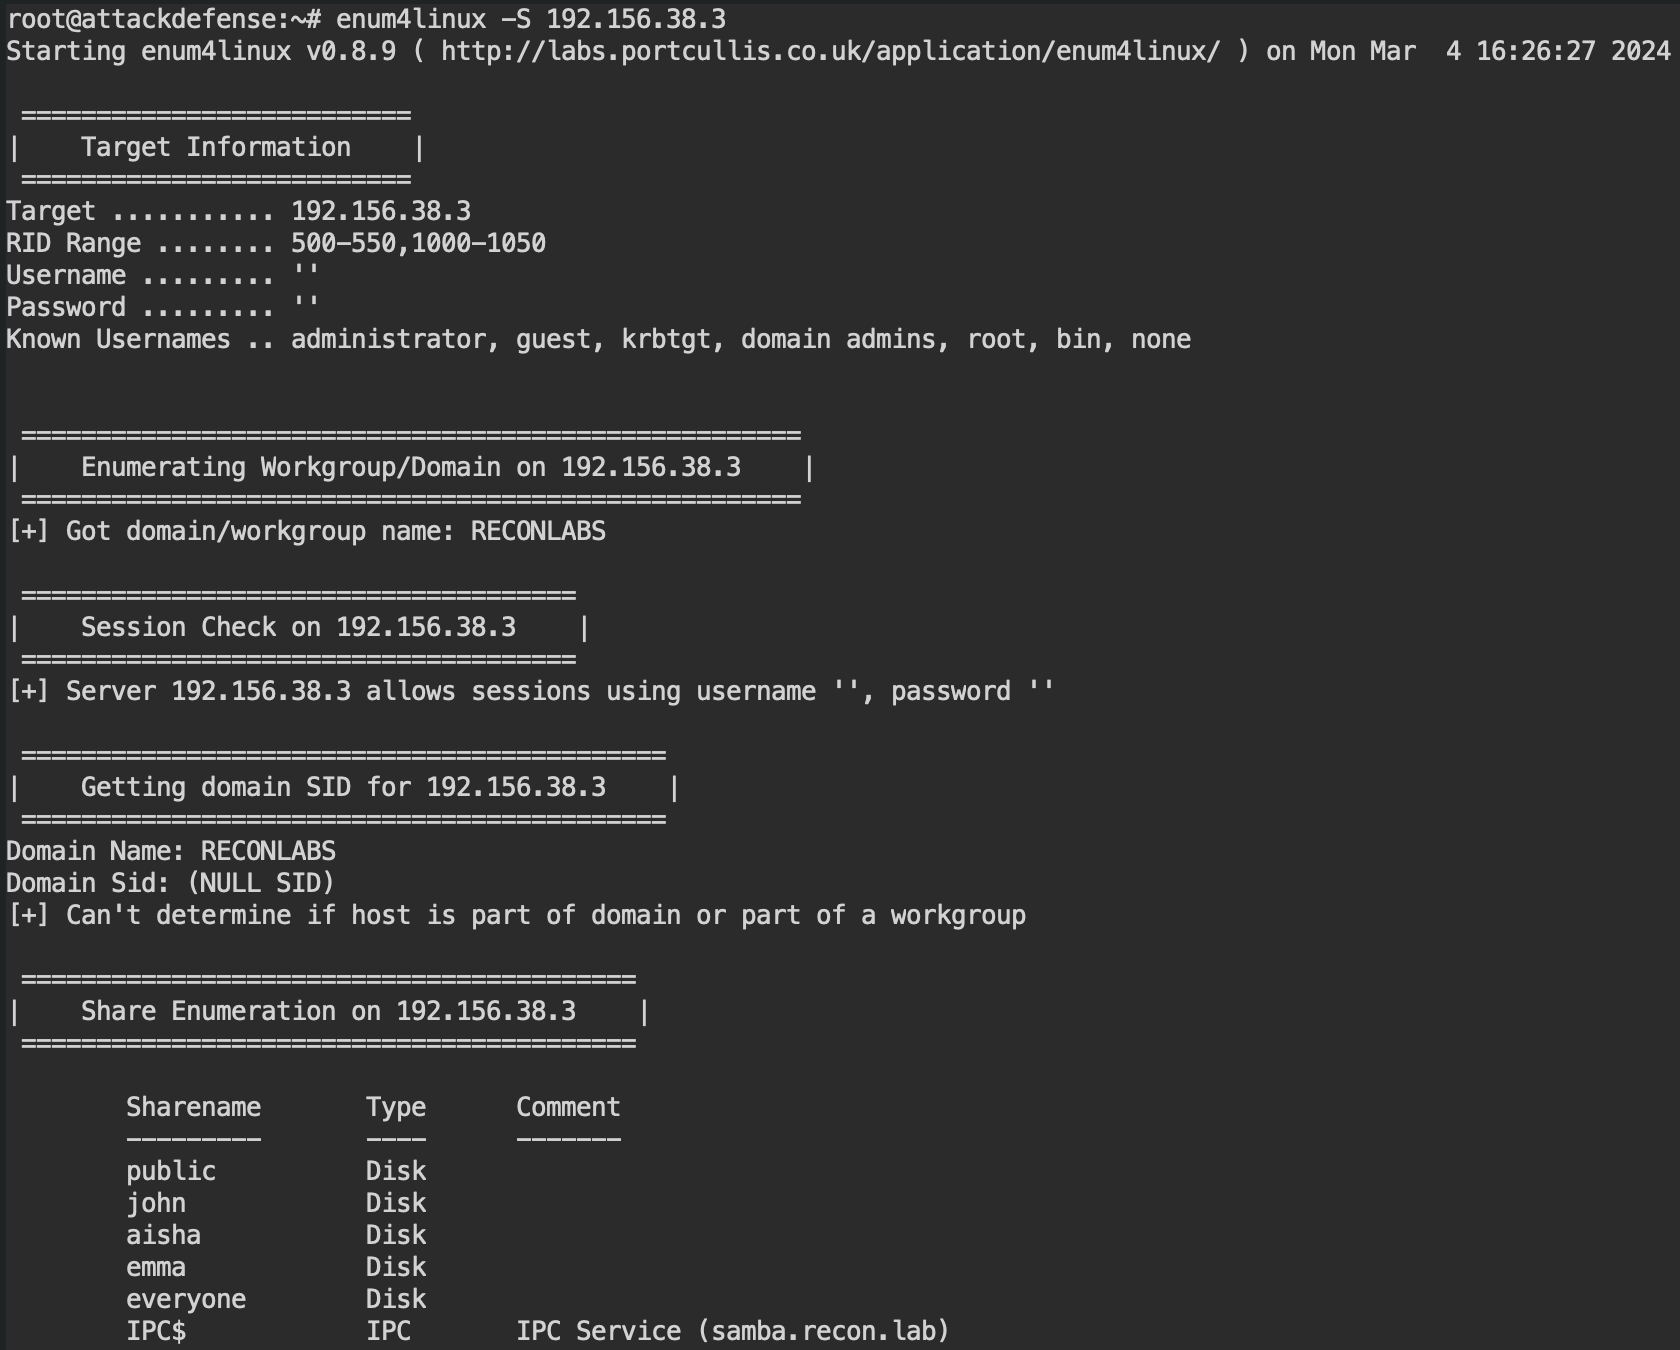 root@attackdefense:~# enum4linux -S 192.156.38.3
Starting enum4linux v0.8.9 ( http://labs.portcullis.co.uk/application/enum4linux/ ) on Mon Mar  4 16:26:27 2024

 ==========================
|    Target Information    |
 ==========================
Target ........... 192.156.38.3
RID Range ........ 500-550,1000-1050
Username ......... ''
Password ......... ''
Known Usernames .. administrator, guest, krbtgt, domain admins, root, bin, none


 ====================================================
|    Enumerating Workgroup/Domain on 192.156.38.3    |
 ====================================================
[+] Got domain/workgroup name: RECONLABS

 =====================================
|    Session Check on 192.156.38.3    |
 =====================================
[+] Server 192.156.38.3 allows sessions using username '', password ''

 ===========================================
|    Getting domain SID for 192.156.38.3    |
 ===========================================
Domain Name: RECONLABS
Domain Sid: (NULL SID)
[+] Can't determine if host is part of domain or part of a workgroup

 =========================================
|    Share Enumeration on 192.156.38.3    |
 =========================================

        Sharename       Type      Comment
        ---------       ----      -------
        public          Disk
        john            Disk
        aisha           Disk
        emma            Disk
        everyone        Disk
        IPC$            IPC       IPC Service (samba.recon.lab)